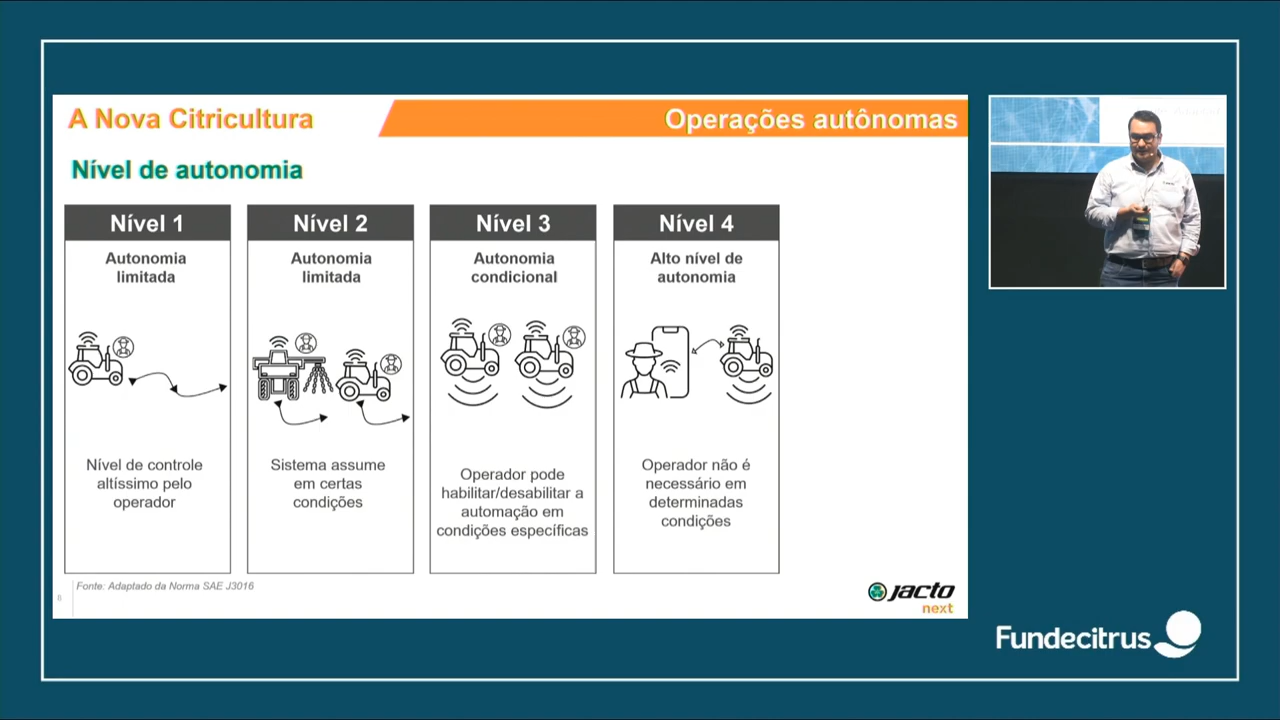 A Nova Citricultura
Operações autônomas
Nível de autonomia
Nível 1
Autonomia
limitada
Nível de controle
altíssimo pelo
operador
Nível 2
Autonomia
limitada
Sistema assume
em certas
condições
Nível 3
Autonomia
condicional
Operador pode
habilitar/desabilitar a
automação em
condições específicas
Nível 4
Alto nível de
autonomia
Operador não é
necessário em
determinadas
condições
Fonte: Adaptado da Norma SAE J3016
jacto
next
Fundecitrus